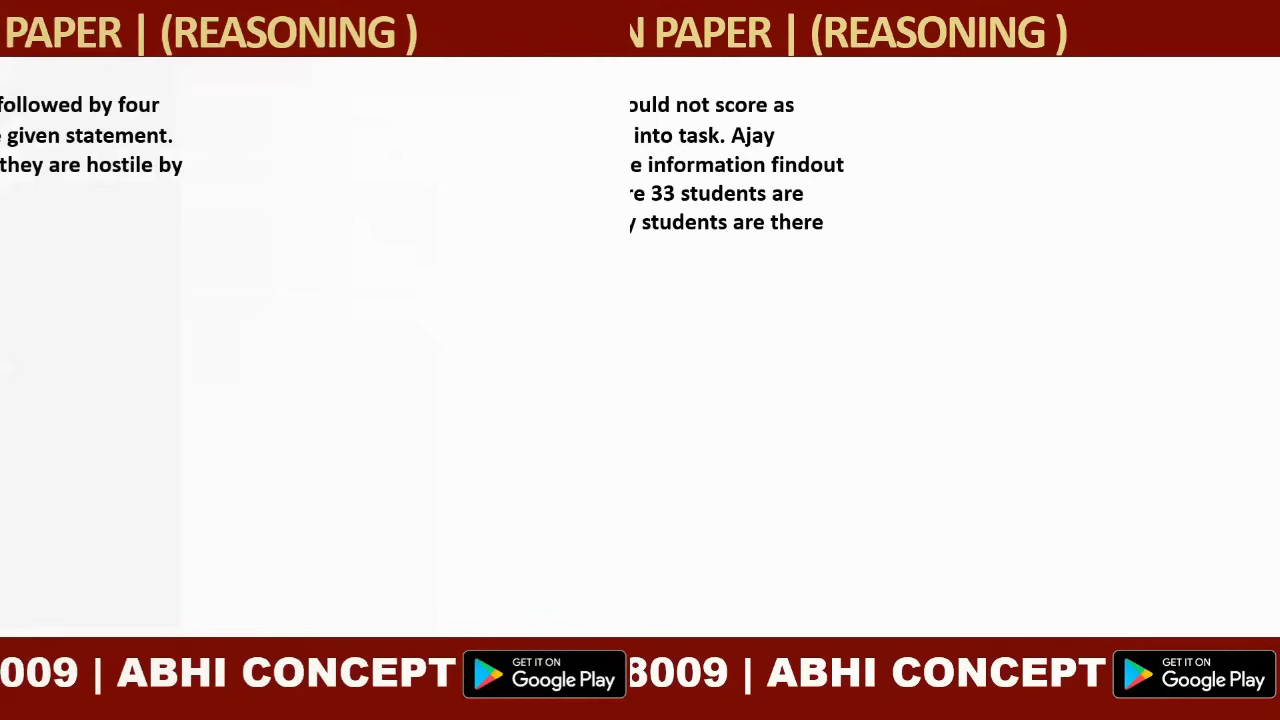 PAPER | (REASONING )
followed by four
given statement.
they are hostile by
009 | ABHI CONCEPT
GET IT ON
Google Play
N PAPER | (REASONING )
ould not score as
into task. Ajay
e information findout
re 33 students are
y students are there
8009 | ABHI CONCEPT
GET IT ON
Google Play